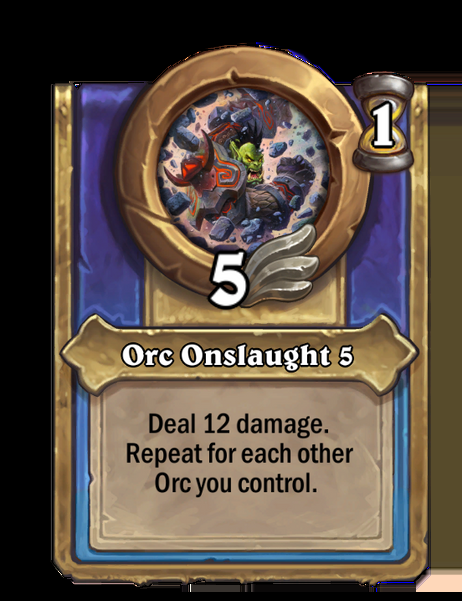 1
5
Orc Onslaught 5
Deal 12 damage.
Repeat for each other
Orc you control.